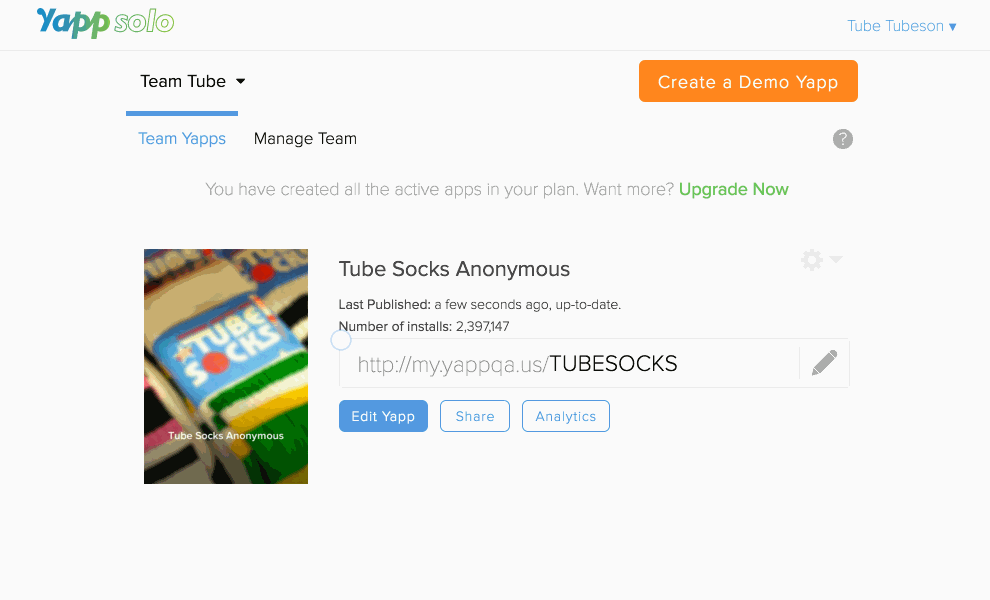 Yapp solo
Tube Tubeson ▾
Team Tube
Create a Demo Yapp
Team Yapps
Manage Team
?
You have created all the active apps in your plan. Want more? Upgrade Now
TUBE
SOCKS
TUBE
SOCKS
Tube Socks Anonymous
Tube Socks Anonymous
Last Published: a few seconds ago, up-to-date.
Number of installs: 2,397,147
http://my.yappqa.us/TUBESOCKS
Edit Yapp
Share
Analytics